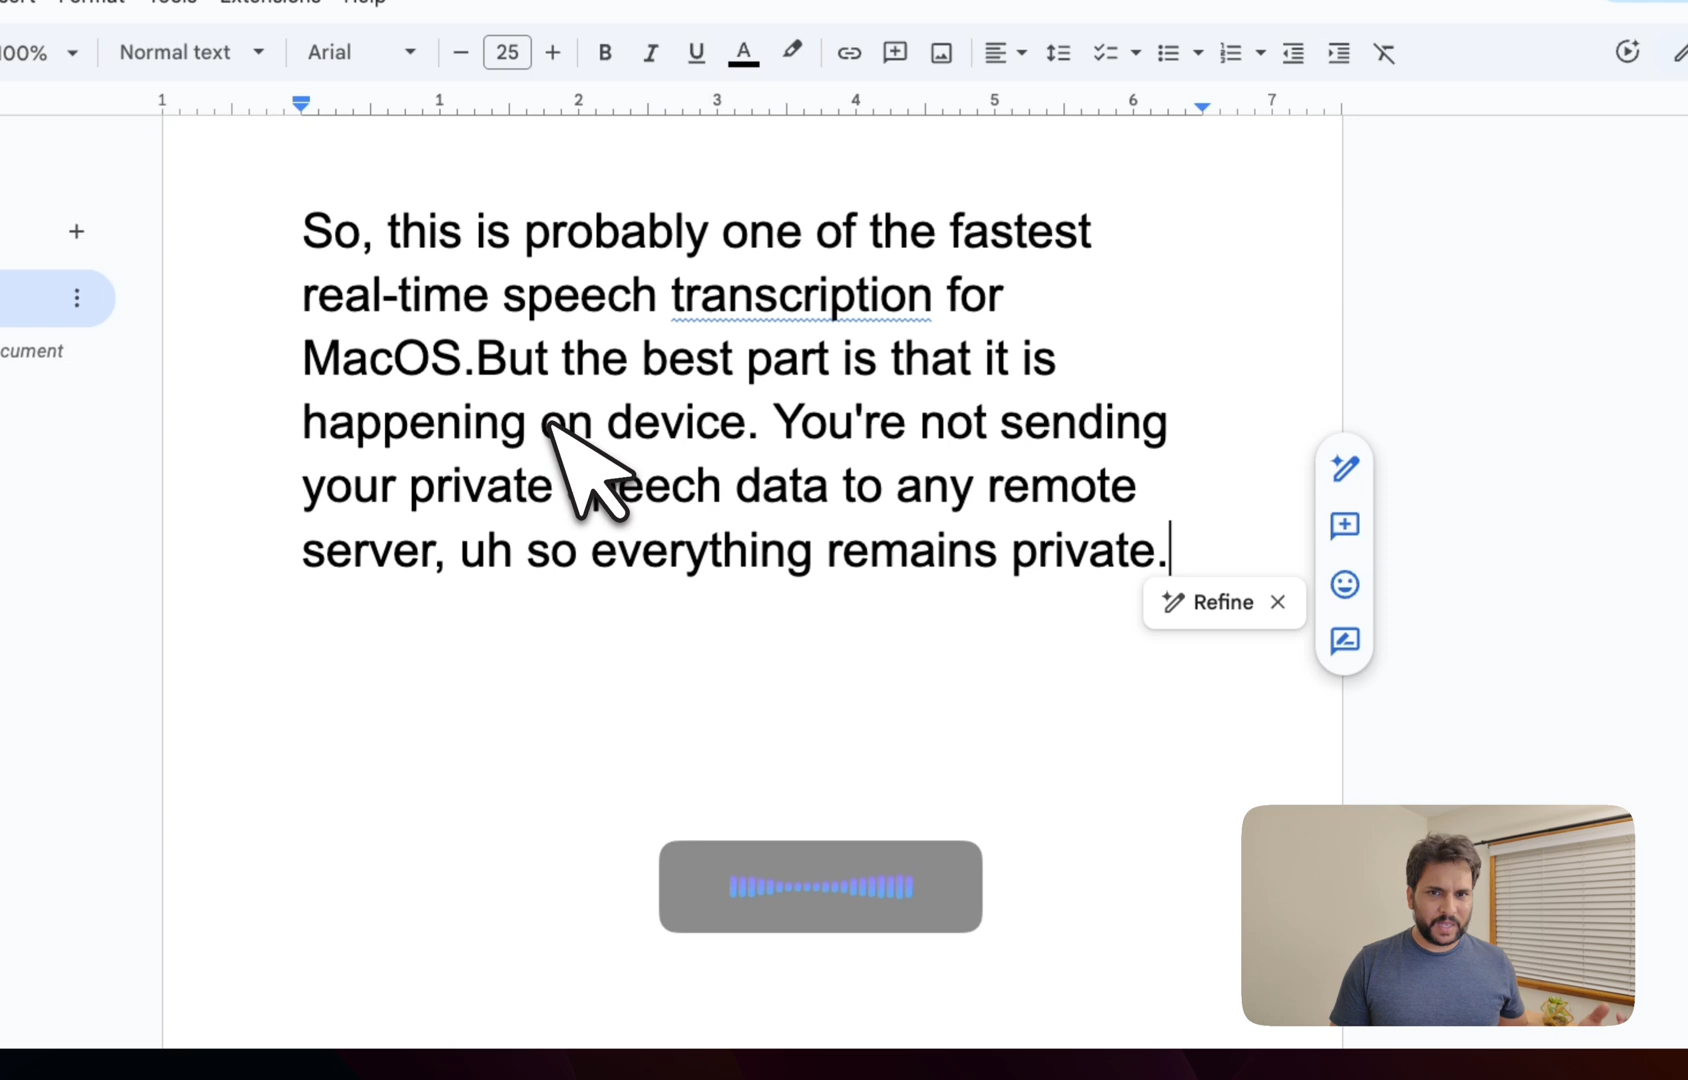 Extensions
100%
Normal text
Arial
25
1 1 2 3 4 5 6 7
So, this is probably one of the fastest
real-time speech transcription for
MacOS.But the best part is that it is
happening on device. You're not sending
your private speech data to any remote
server, uh so everything remains private.
Refine